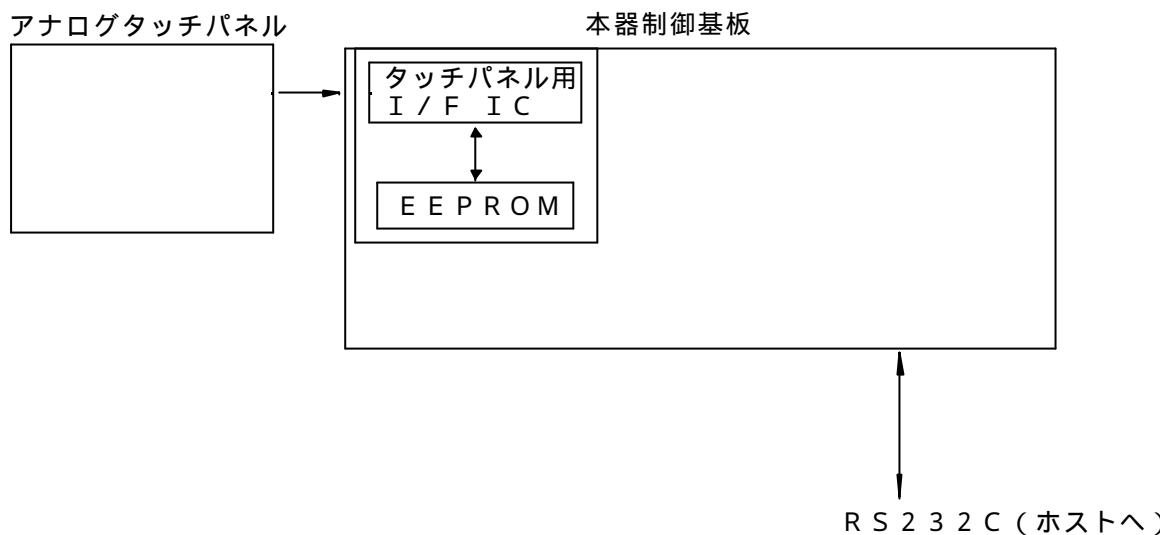 アナログタッチパネル
本器制御基板
タッチパネル用
Ｉ／Ｆ　ＩＣ
ＥＥＰＲＯＭ
ＲＳ２３２Ｃ（ホストへ）